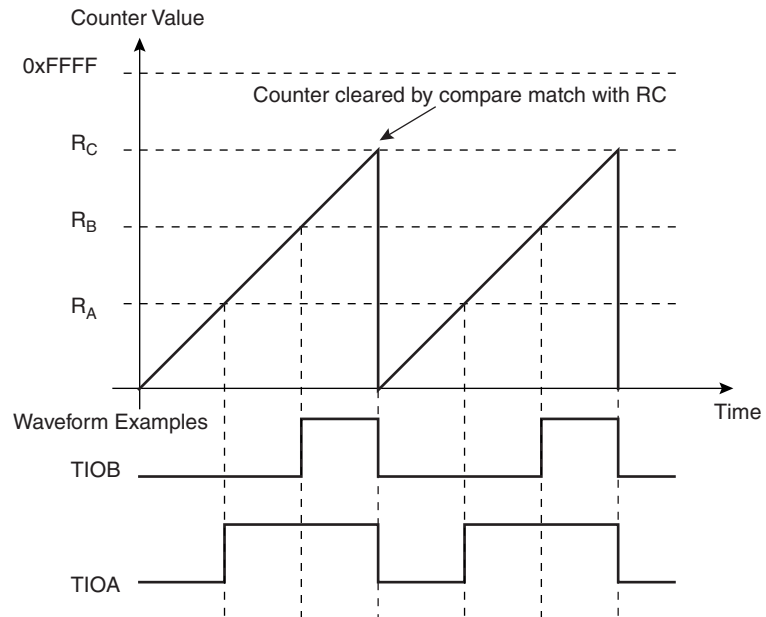 Counter Value
0xFFFF
Counter cleared by compare match with RC
RC
RB
RA
Time
Waveform Examples
TIOB
TIOA